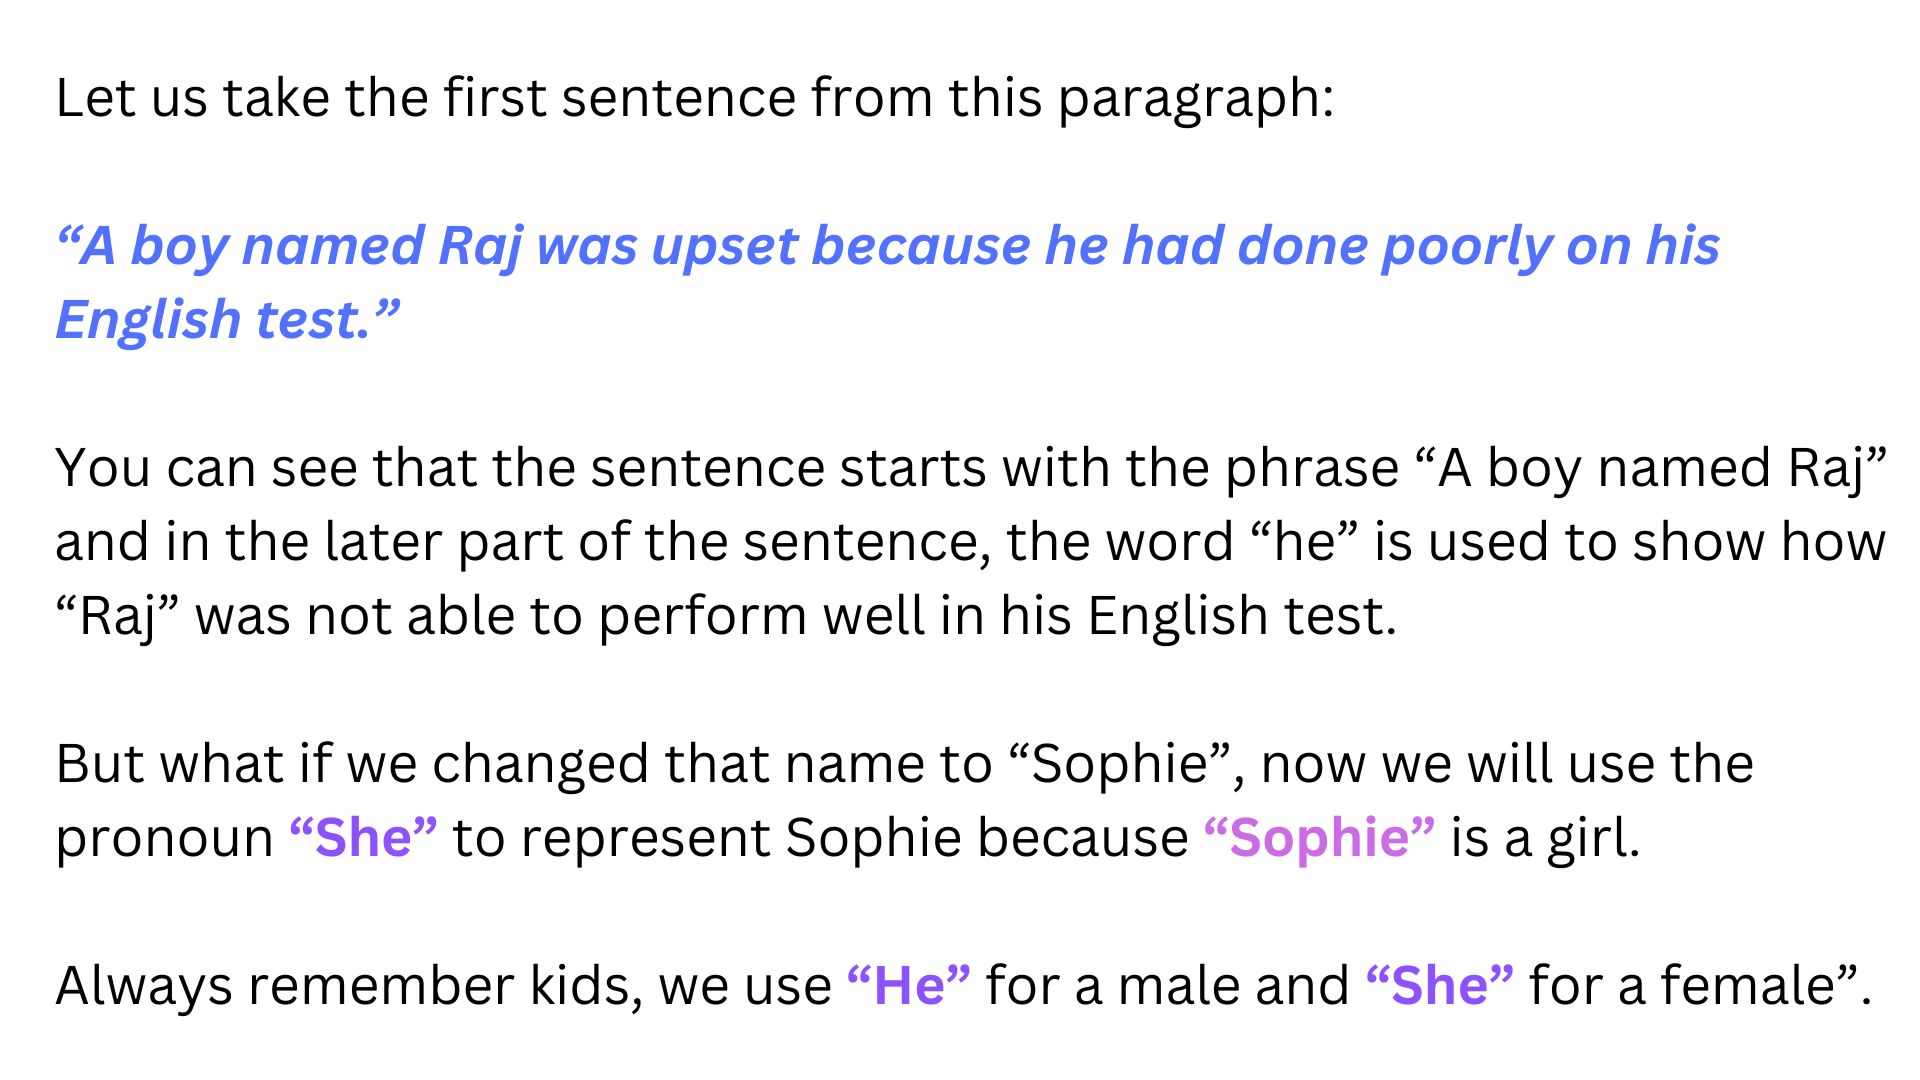 Let us take the first sentence from this paragraph:
“A boy named Raj was upset because he had done poorly on his
English test.”
You can see that the sentence starts with the phrase “A boy named Raj”
and in the later part of the sentence, the word “he” is used to show how
“Raj” was not able to perform well in his English test.
But what if we changed that name to “Sophie”, now we will use the
pronoun “She” to represent Sophie because “Sophie” is a girl.
Always remember kids, we use “He” for a male and “She” for a female”.